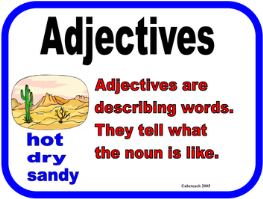 Adjectives
Adjectives are
describing words.
They tell what
the noun is like.
hot
dry
sandy